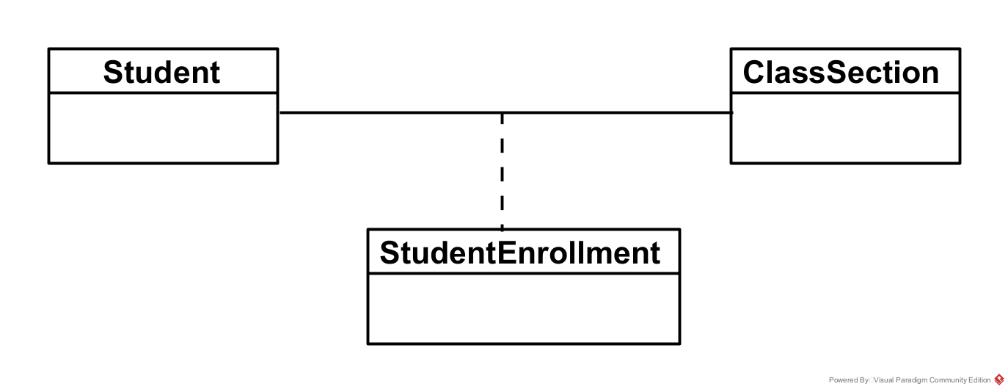 Student
ClassSection
StudentEnrollment
Powered By Visual Paradigm Community Edition